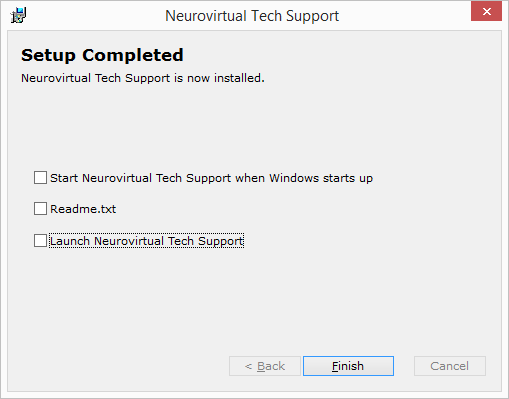 Neurovirtual Tech Support
Setup Completed
Neurovirtual Tech Support is now installed.
Start Neurovirtual Tech Support when Windows starts up
Readme.txt
Launch Neurovirtual Tech Support
< Back
Finish
Cancel